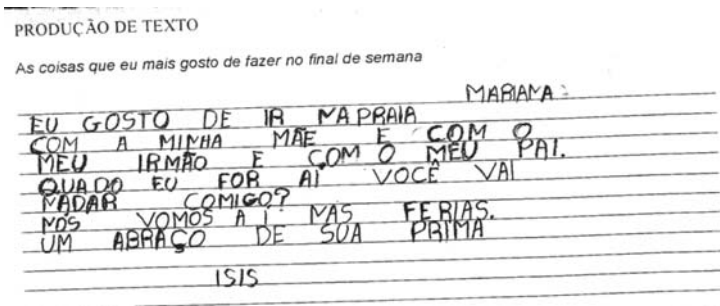 PRODUÇÃO DE TEXTO
As coisas que eu mais gosto de fazer no final de semana
MARIANA:
EU GOSTO DE IR NA PRAIA
COM A MINHA MÃE E COM O
MEU IRMÃO E COM O MEU PAI.
QUADO EU FOR AÍ VOCÊ VAI
NADAR COMIGO?
NÓS VOMOS A I NAS FERIAS.
UM ABRAÇO DE SUA PRIMA
ISIS